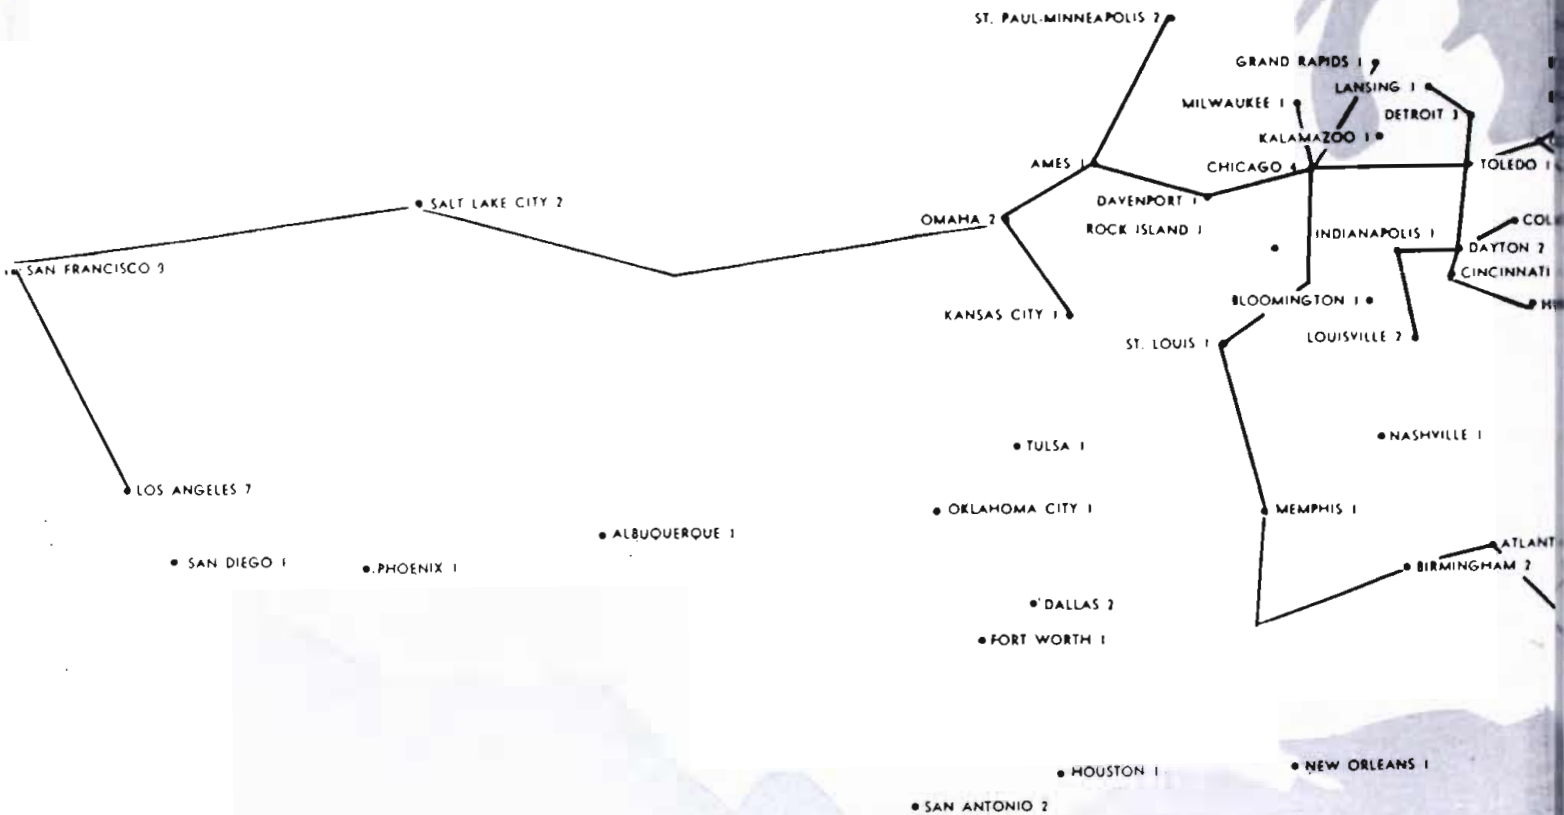 ST. PAUL-MINNEAPOLIS 2
GRAND RAPIDS 1
LANSING 1
MILWAUKEE 1
DETROIT 3
KALAMAZOO 1
AMES 1
CHICAGO 4
TOLEDO 1
SALT LAKE CITY 2
DAVENPORT 1
OMAHA 2
ROCK ISLAND 1
INDIANAPOLIS 1
DAYTON 2
SAN FRANCISCO 3
CINCINNATI
BLOOMINGTON 1
KANSAS CITY 1
ST. LOUIS 1
LOUISVILLE 2
NASHVILLE 1
TULSA 1
LOS ANGELES 7
OKLAHOMA CITY 1
MEMPHIS 1
ALBUQUERQUE 1
ATLANT
SAN DIEGO 1
PHOENIX 1
BIRMINGHAM 2
DALLAS 2
FORT WORTH 1
HOUSTON 1
NEW ORLEANS 1
SAN ANTONIO 2